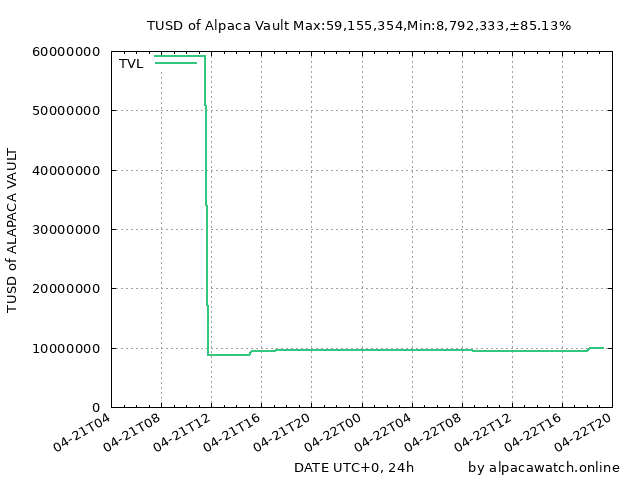 TUSD of Alpaca Vault Max:59,155,354,Min:8,792,333,±85.13%
TUSD of ALAPACA VAULT
60000000
50000000
40000000
30000000
20000000
10000000
0
TVL
04-21T04
04-21T08
04-21T12
04-21T16
04-21T20
04-22T00
04-22T04
04-22T08
04-22T12
04-22T16
04-22T20
DATE UTC+0, 24h
by alpacawatch.online